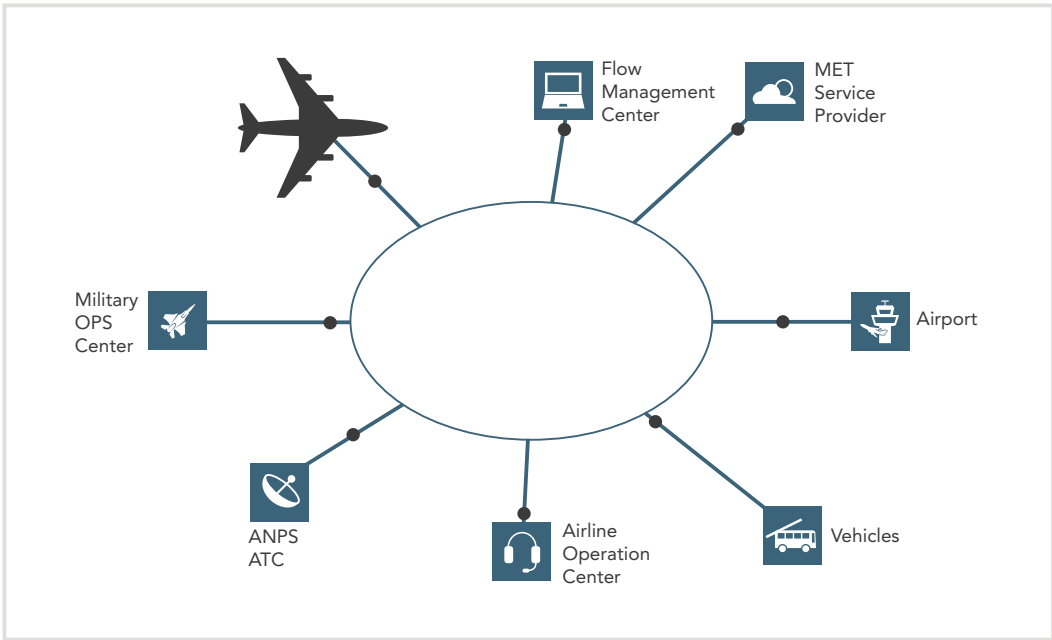 Flow
Management
Center
MET
Service
Provider
Military
OPS
Center
Airport
ANPS
ATC
Airline
Operation
Center
Vehicles